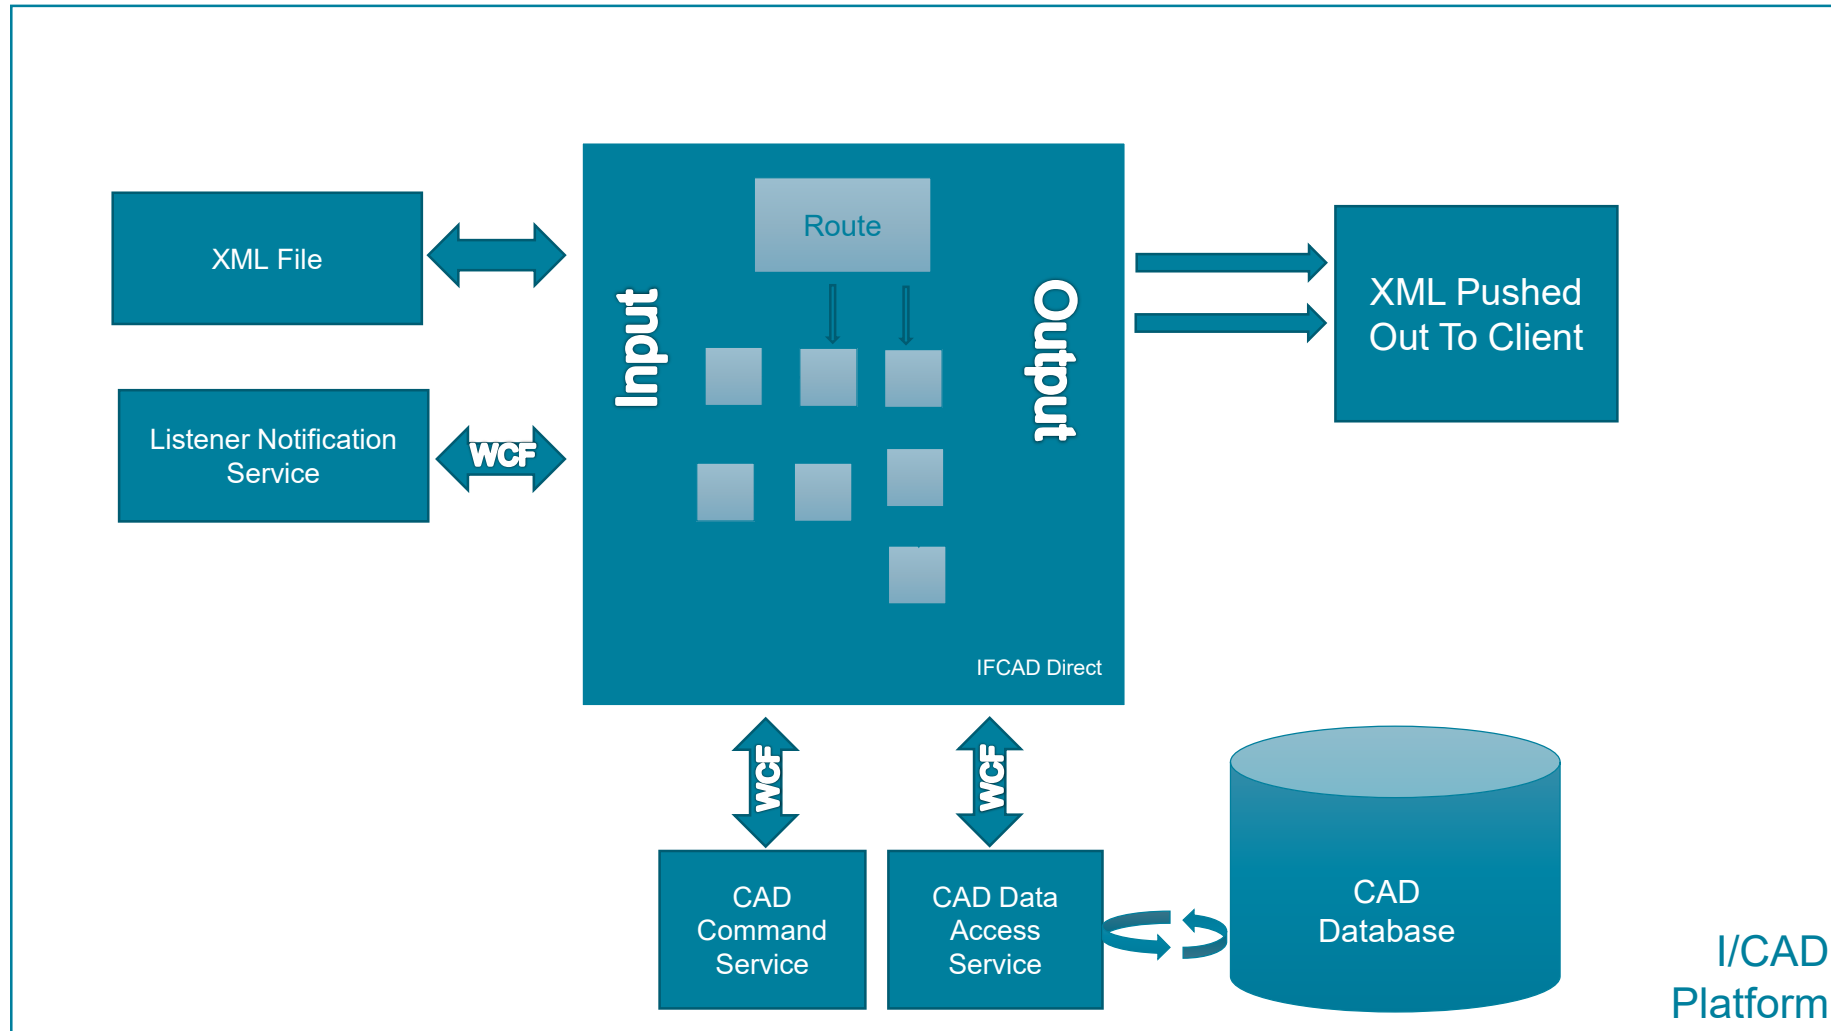 XML File
Listener Notification
Service
WCF
Input
Route
Output
IFCAD Direct
XML Pushed
Out To Client
WCF
WCF
CAD
Command
Service
CAD Data
Access
Service
CAD
Database
I/CAD
Platform